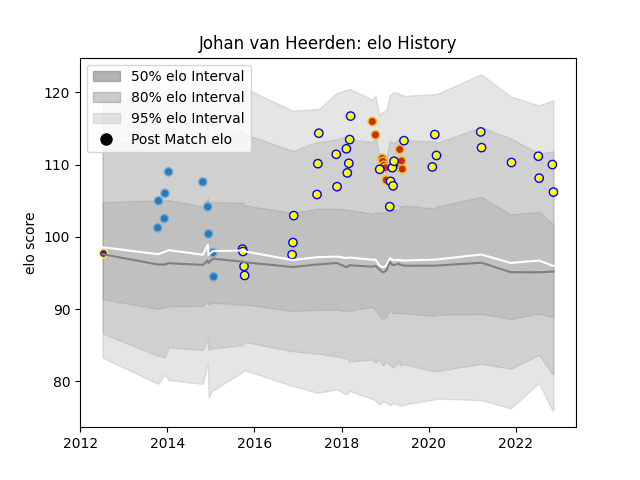 Johan van Heerden: elo History
50% elo Interval
80% elo Interval
95% elo Interval
Post Match elo
elo score
120
110
100
90
80
2012
2014
2016
2018
2020
2022